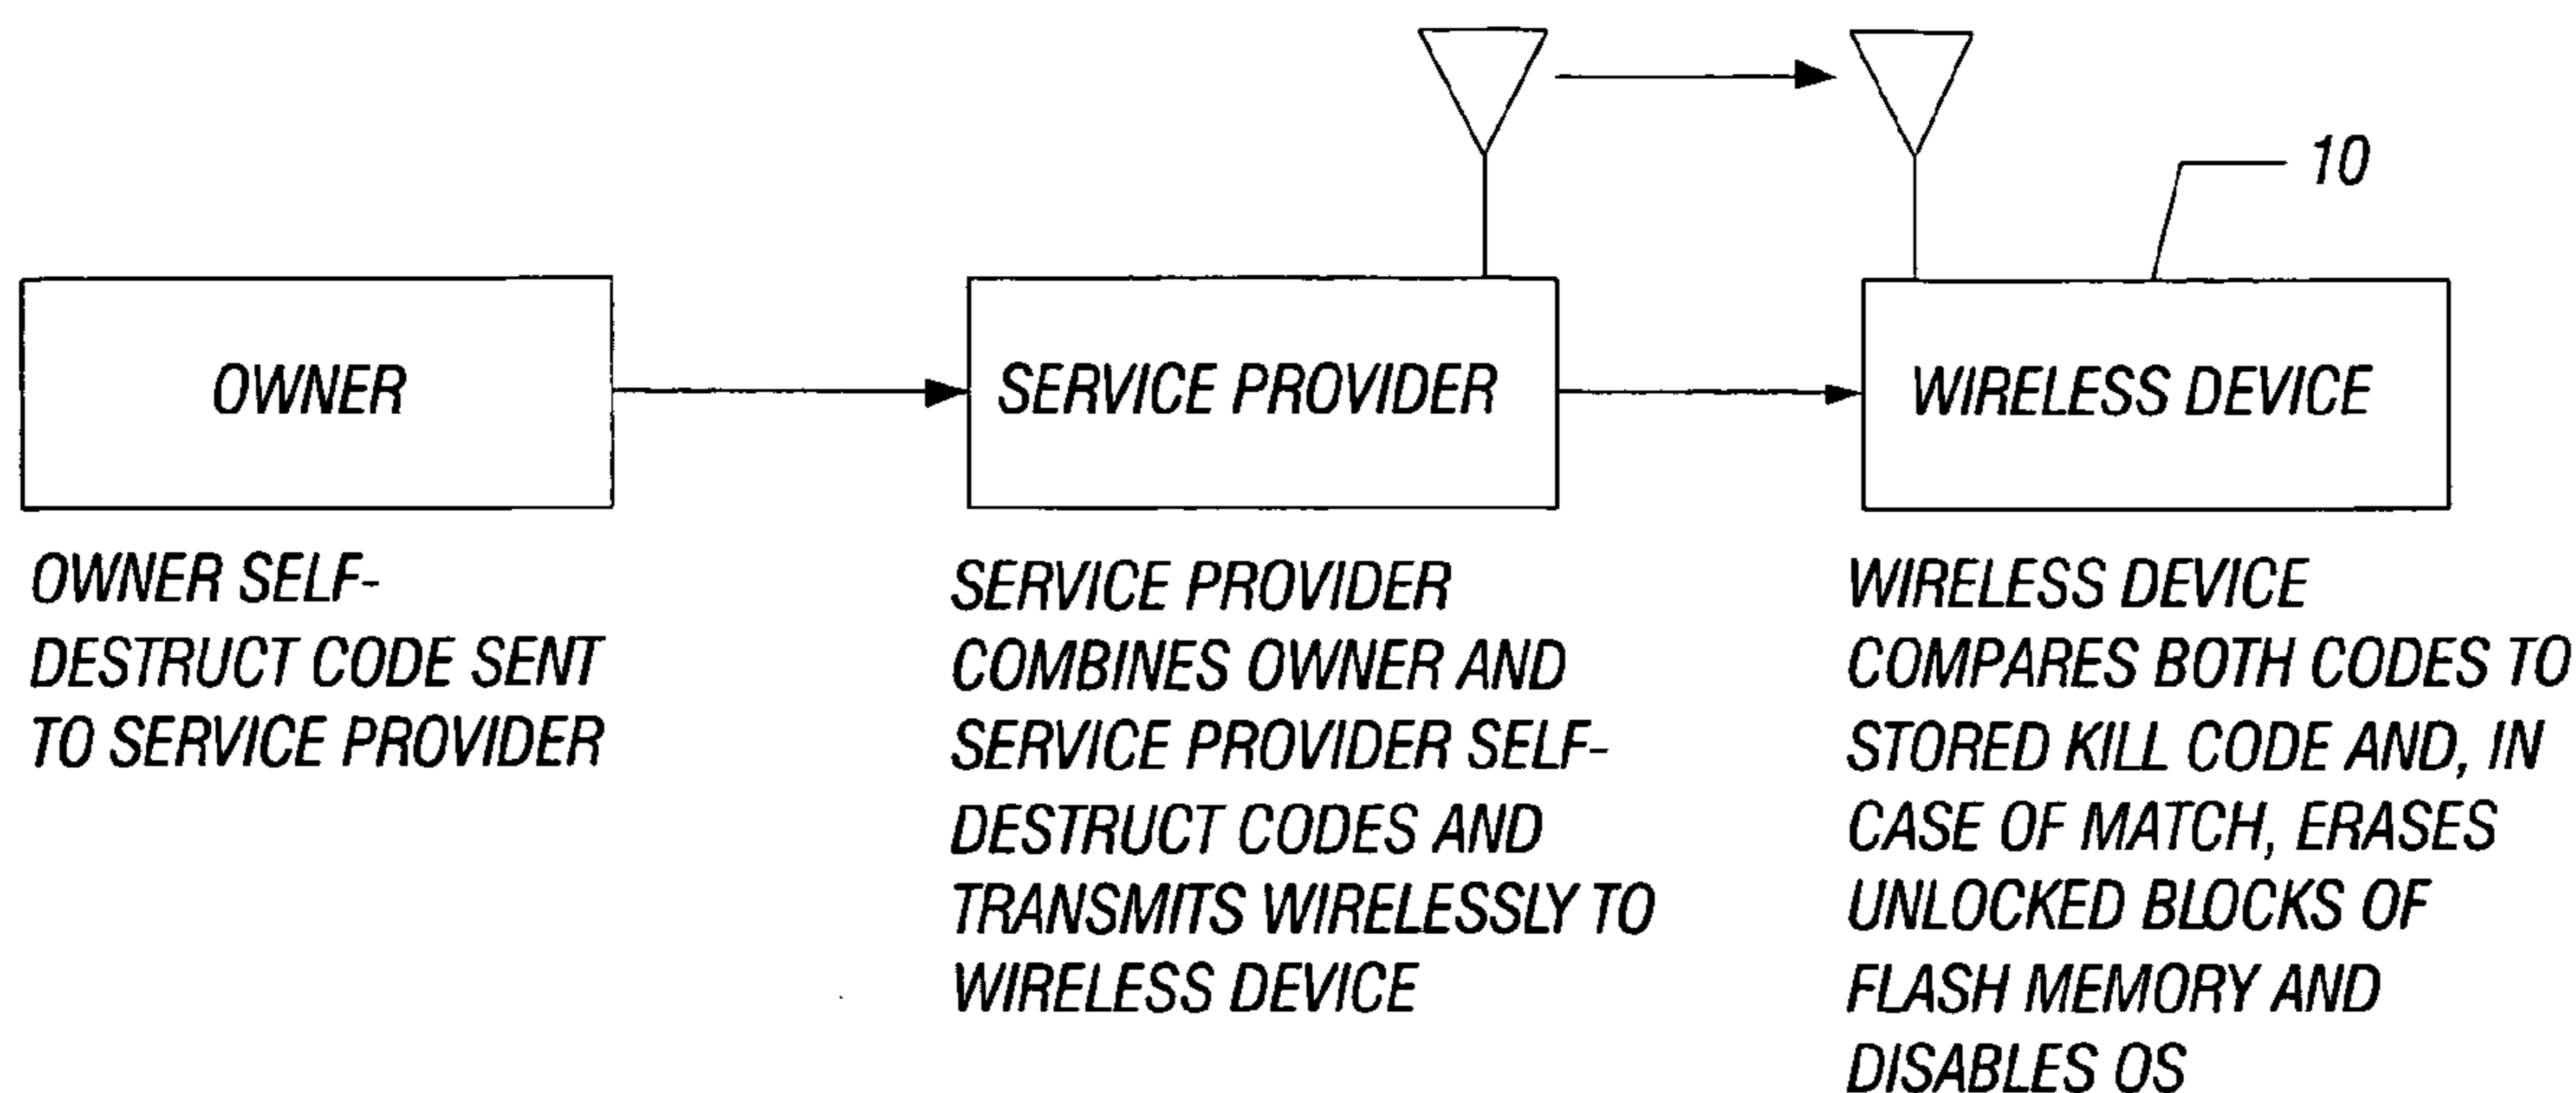 10
OWNER
SERVICE PROVIDER
WIRELESS DEVICE
OWNER SELF-
DESTRUCT CODE SENT
TO SERVICE PROVIDER
SERVICE PROVIDER
COMBINES OWNER AND
SERVICE PROVIDER SELF-
DESTRUCT CODES AND
TRANSMITS WIRELESSLY TO
WIRELESS DEVICE
WIRELESS DEVICE
COMPARES BOTH CODES TO
STORED KILL CODE AND, IN
CASE OF MATCH, ERASES
UNLOCKED BLOCKS OF
FLASH MEMORY AND
DISABLES OS